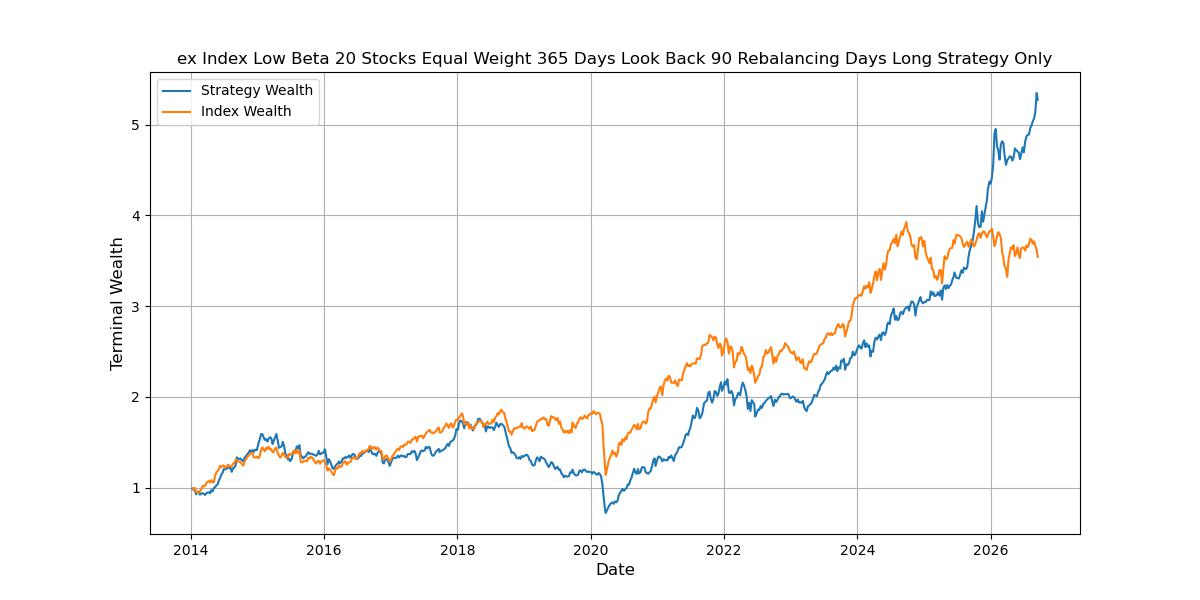 ex Index Low Beta 20 Stocks Equal Weight 365 Days Look Back 90 Rebalancing Days Long Strategy Only
Strategy Wealth
Index Wealth
Terminal Wealth
5
4
3
2
1
2014 2016 2018 2020 2022 2024 2026
Date